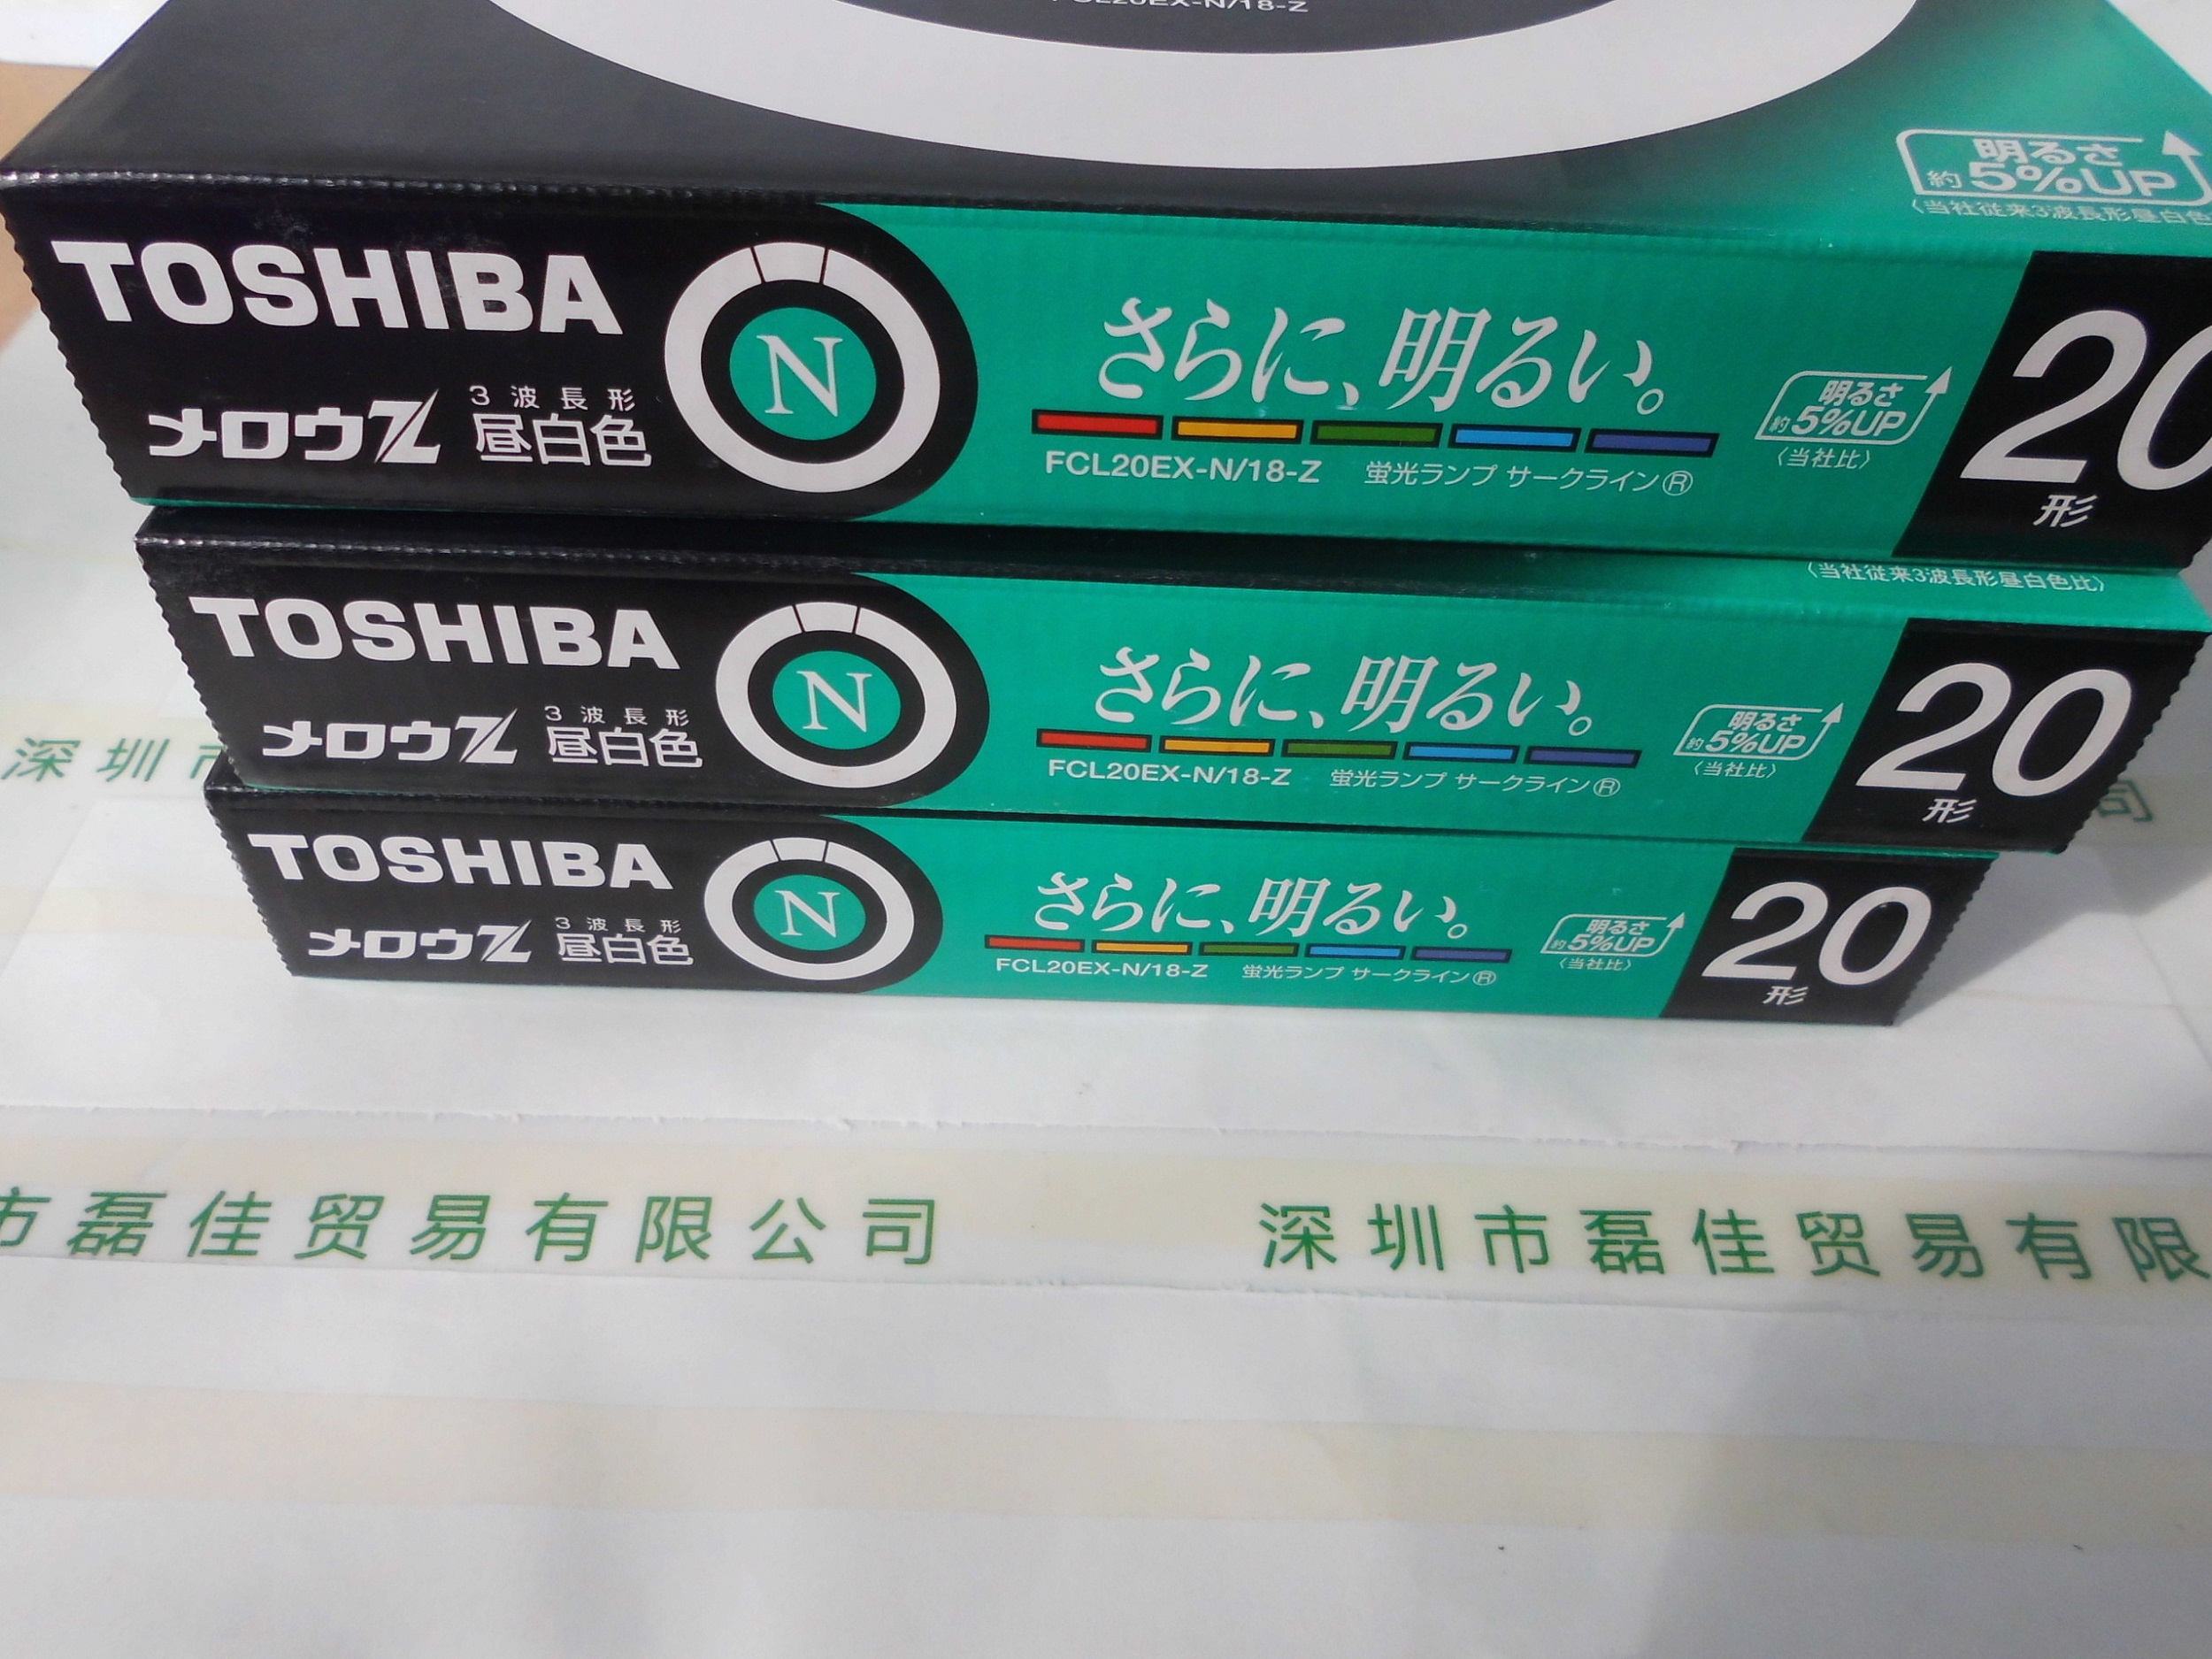 FCL20EX-N/18-Z
明るさ
約5%UP
〈当社従来3波長形昼白色
TOSHIBA
N
さらに、明るい。
メロウZ 3波長形 昼白色
FCL20EX-N/18-Z 蛍光ランプ サークライン®
明るさ
約5%UP
〈当社比〉
20
形
〈当社従来3波長形昼白色比〉
TOSHIBA
N
さらに、明るい。
メロウZ 3波長形 昼白色
FCL20EX-N/18-Z 蛍光ランプ サークライン®
明るさ
約5%UP
〈当社比〉
20
形
深圳市
司
TOSHIBA
N
さらに、明るい。
メロウZ 3波長形 昼白色
FCL20EX-N/18-Z 蛍光ランプ サークライン®
明るさ
約5%UP
〈当社比〉
20
形
市磊佳贸易有限公司 深圳市磊佳贸易有限